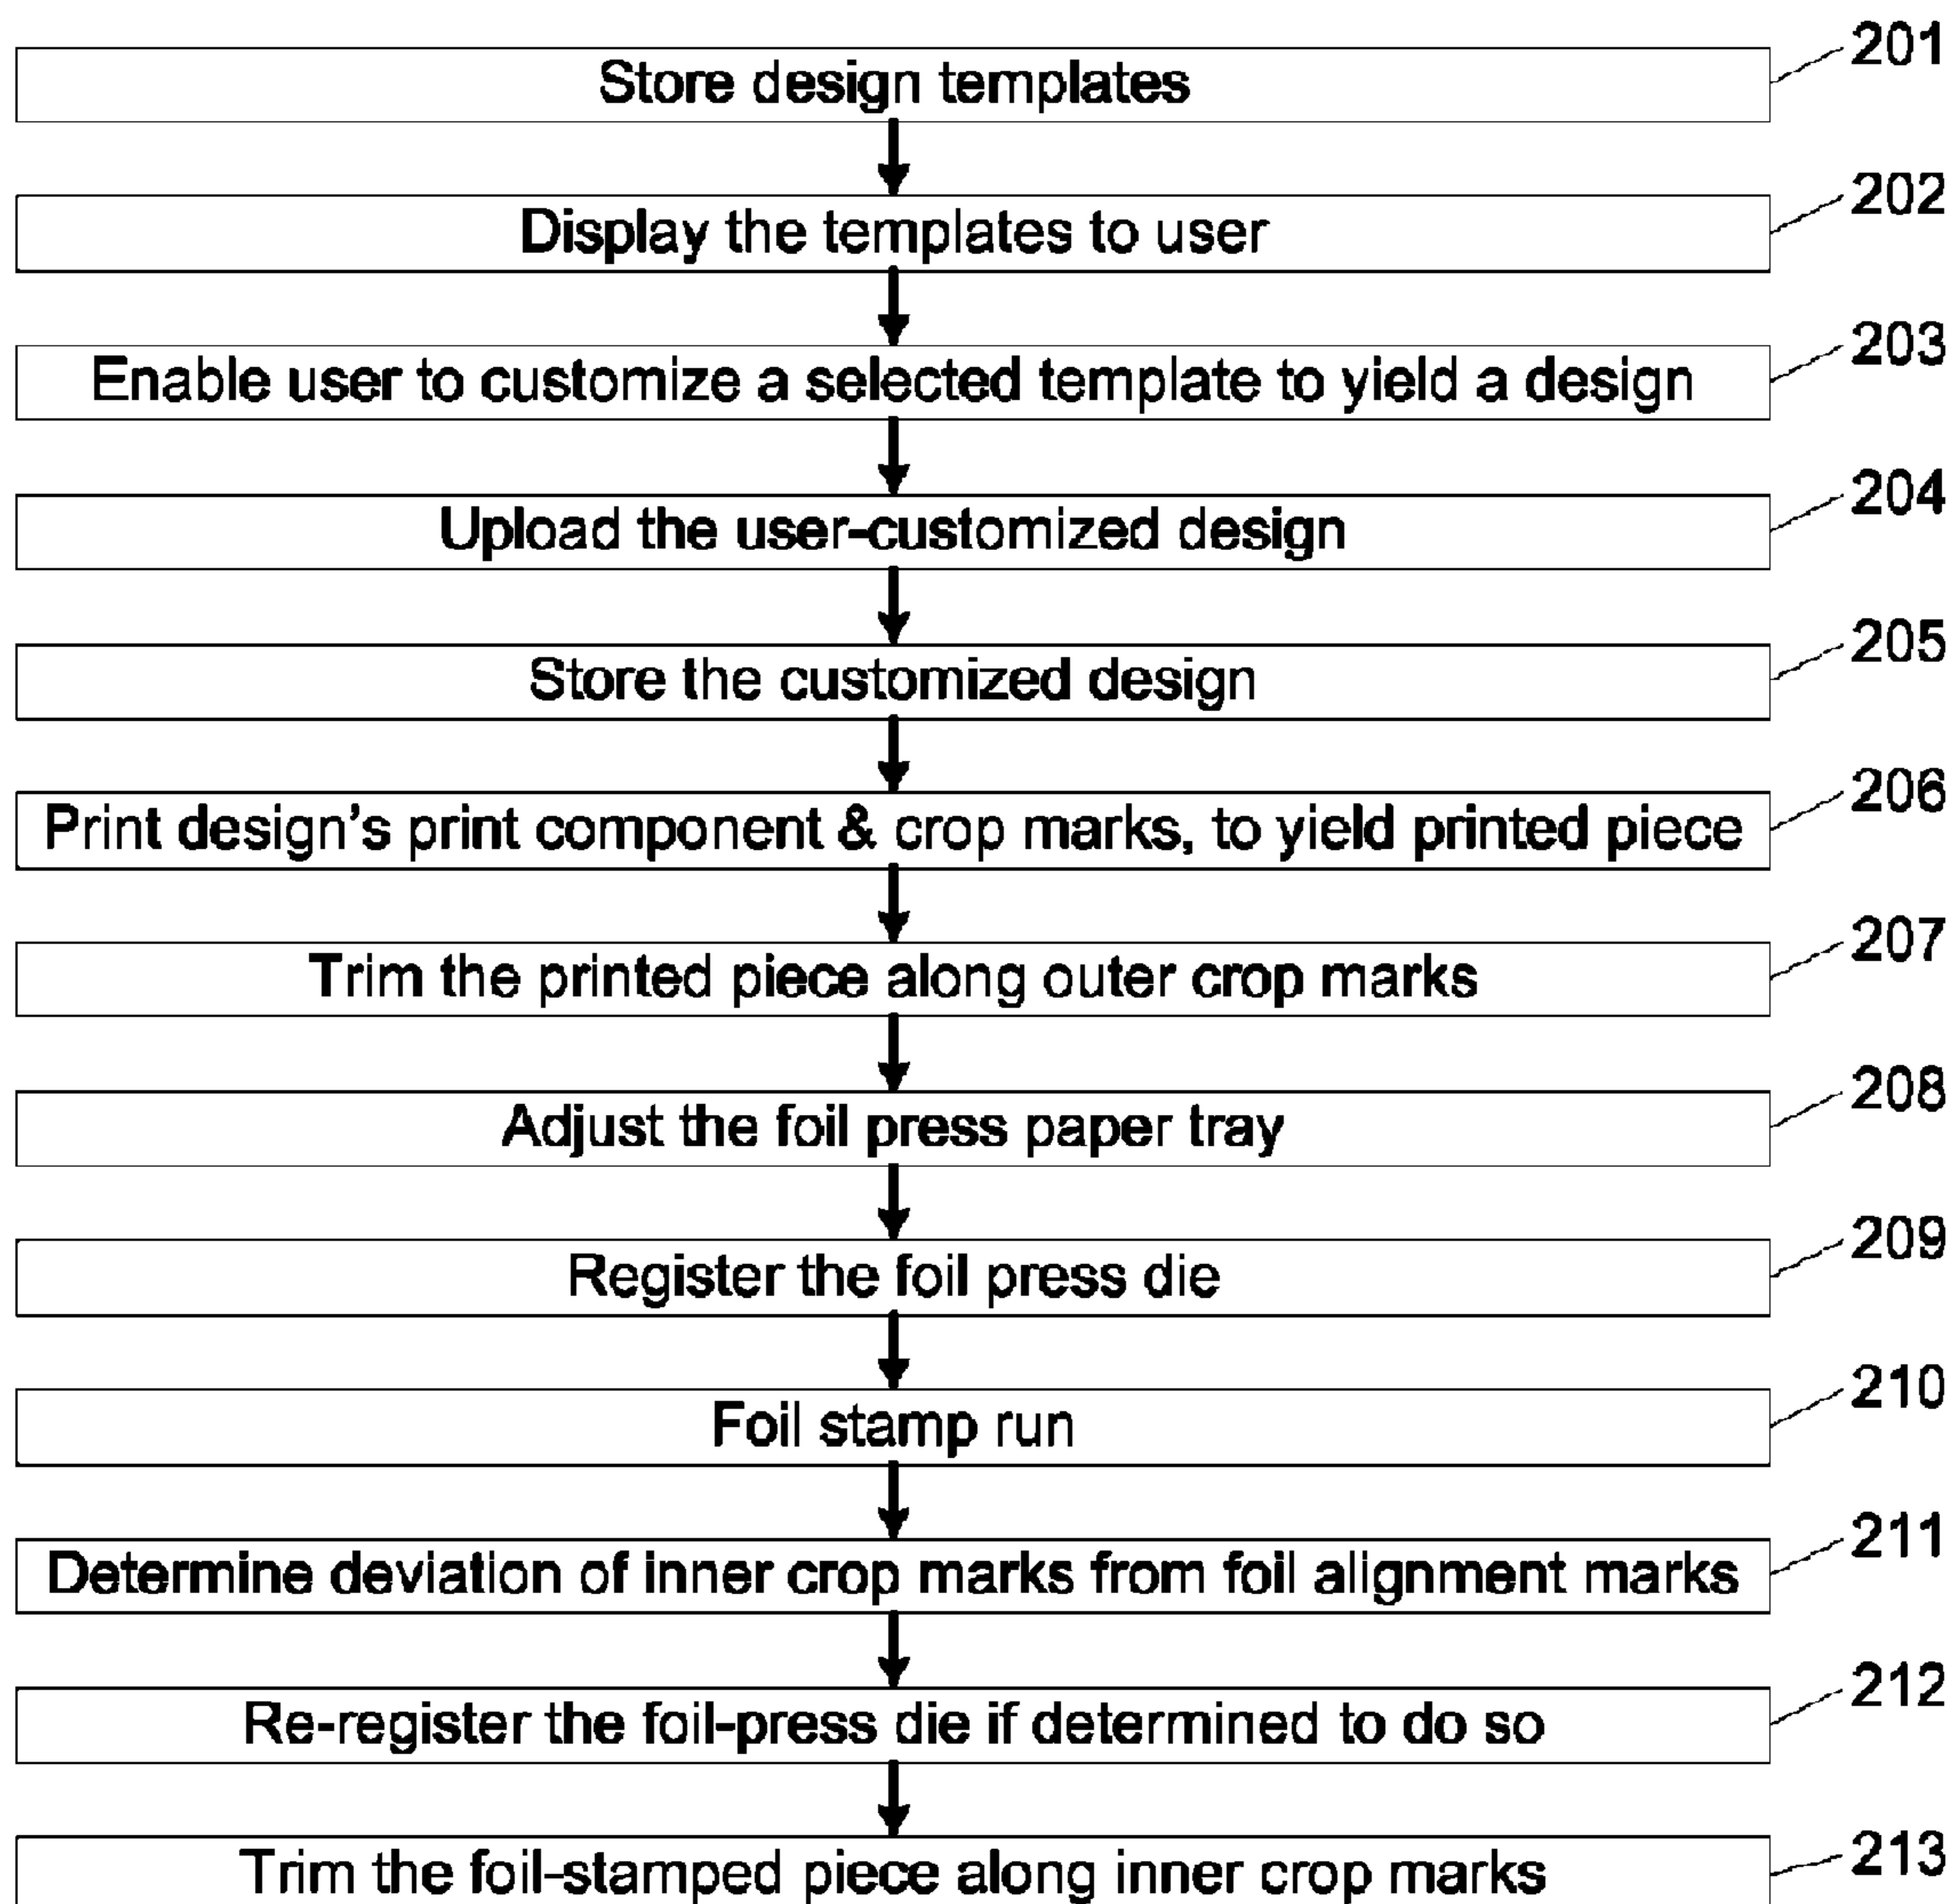 Store design templates 201
Display the templates to user 202
Enable user to customize a selected template to yield a design 203
Upload the user-customized design 204
Store the customized design 205
Print design's print component & crop marks, to yield printed piece 206
Trim the printed piece along outer crop marks 207
Adjust the foil press paper tray 208
Register the foil press die 209
Foil stamp run 210
Determine deviation of inner crop marks from foil alignment marks 211
Re-register the foil-press die if determined to do so 212
Trim the foil-stamped piece along inner crop marks 213